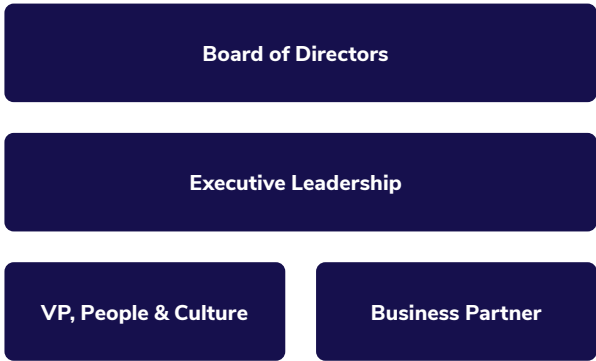 Board of Directors
Executive Leadership
VP, People & Culture
Business Partner